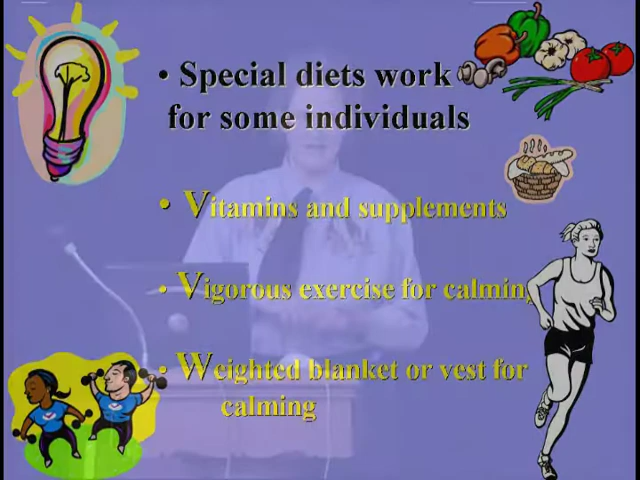 • Special diets work
for some individuals
• Vitamins and supplements
• Vigorous exercise for calming
• Weighted blanket or vest for
calming